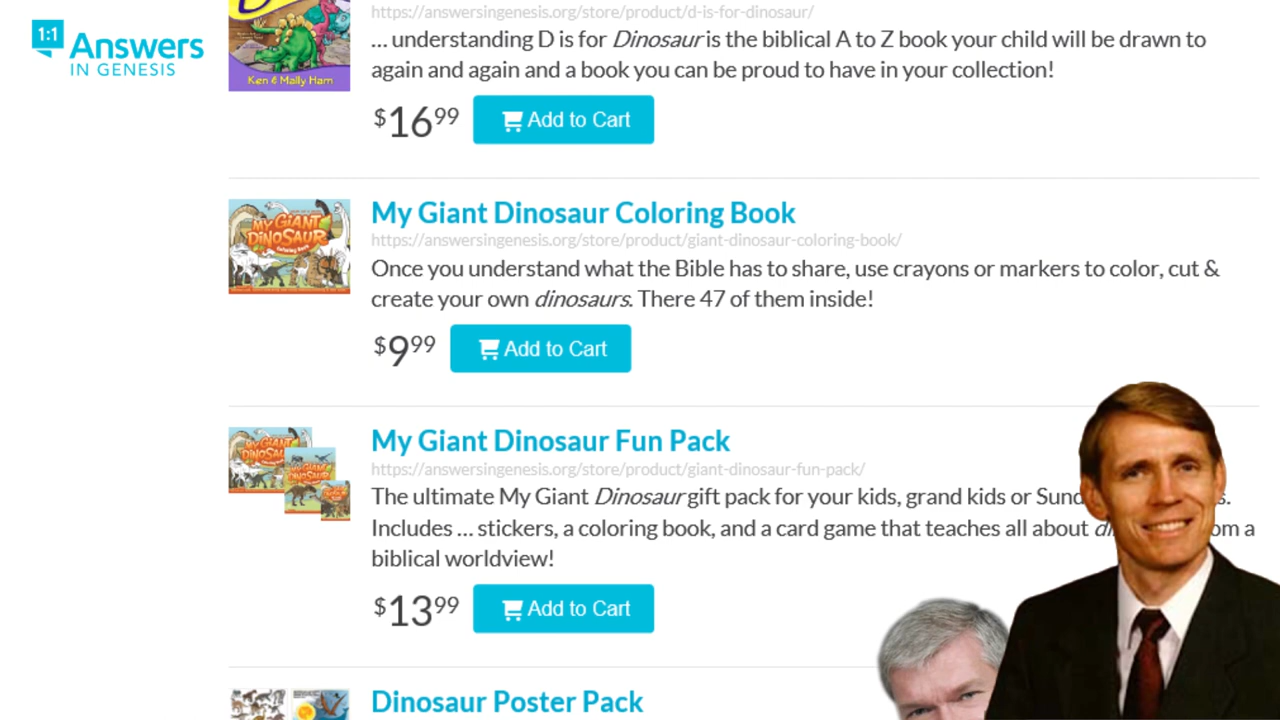 1:1
Answers
IN GENESIS
Ken & Mally Ham
https://answersingenesis.org/store/product/d-is-for-dinosaur/
... understanding D is for Dinosaur is the biblical A to Z book your child will be drawn to
again and again and a book you can be proud to have in your collection!
$16 99 Add to Cart
My Giant Dinosaur Coloring Book
MY GIANT
DINOSAUR
Coloring Book
https://answersingenesis.org/store/product/giant-dinosaur-coloring-book/
Once you understand what the Bible has to share, use crayons or markers to color, cut &
create your own dinosaurs. There 47 of them inside!
$9 99 Add to Cart
My Giant Dinosaur Fun Pack
https://answersingenesis.org/store/product/giant-dinosaur-fun-pack/
The ultimate My Giant Dinosaur gift pack for your kids, grand kids or
Includes ... stickers, a coloring book, and a card game that teaches all about
biblical worldview!
$13 99 Add to Cart
Dinosaur Poster Pack